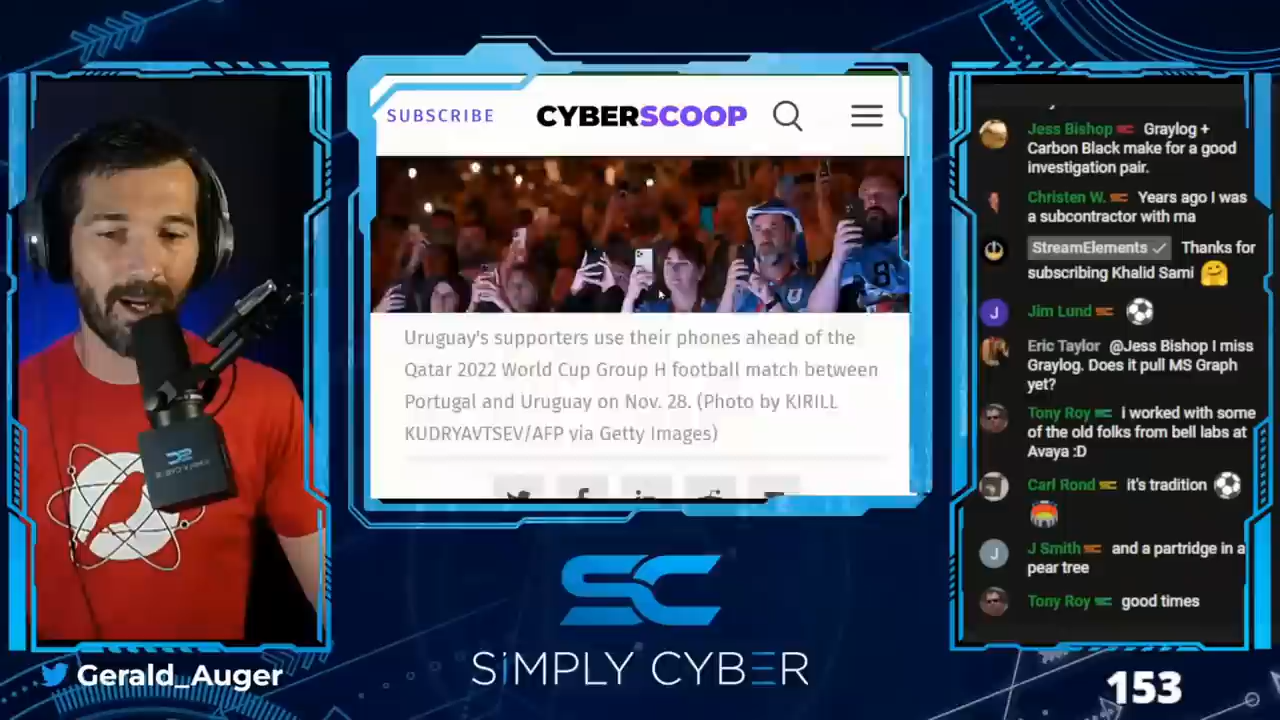 SUBSCRIBE
CYBERSCOOP
Uruguay's supporters use their phones ahead of the
Qatar 2022 World Cup Group H football match between
Portugal and Uruguay on Nov. 28. (Photo by KIRILL
KUDRYAVTSEV/AFP via Getty Images)
SC
SIMPLY CYBER
Gerald_Auger
Jess Bishop Graylog +
Carbon Black make for a good
investigation pair.
Christen W. Years ago I was
a subcontractor with ma
StreamElements Thanks for
subscribing Khalid Sami
J Jim Lund
Eric Taylor @Jess Bishop I miss
Graylog. Does it pull MS Graph
yet?
Tony Roy i worked with some
of the old folks from bell labs at
Avaya :D
Carl Rond it's tradition
J J Smith and a partridge in a
pear tree
Tony Roy good times
153
SC
SIMPLY CYBER